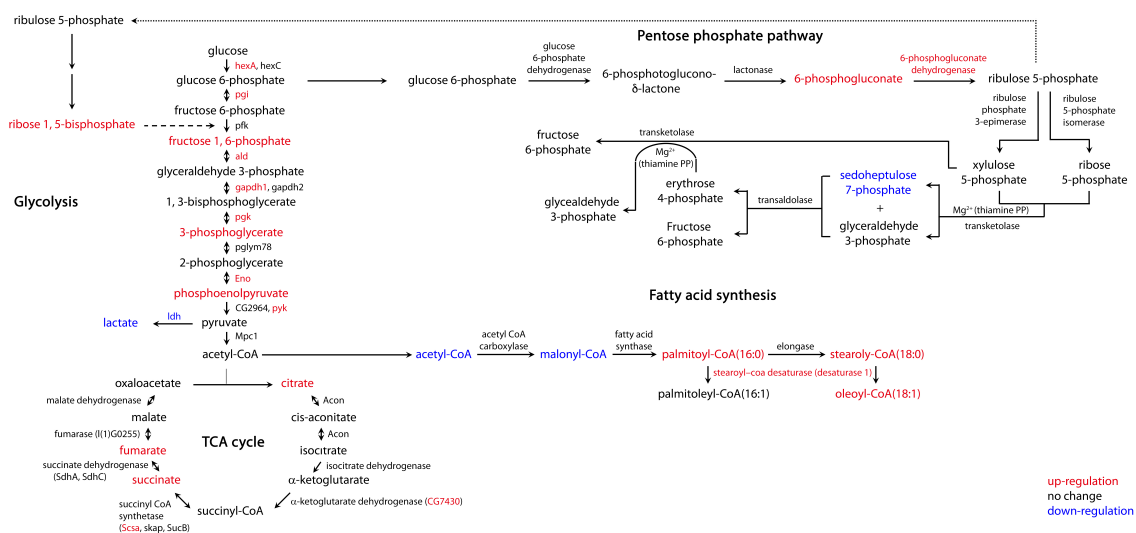 ribulose 5-phosphate
ribose 1, 5-bisphosphate
Glycolysis
glucose
hexA, hexC
glucose 6-phosphate
pgi
fructose 6-phosphate
pfk
fructose 1, 6-phosphate
ald
glyceraldehyde 3-phosphate
gapdh1, gapdh2
1, 3-bisphosphoglycerate
pgk
3-phosphoglycerate
pglym78
2-phosphoglycerate
Eno
phosphoenolpyruvate
CG2964, pyk
lactate
ldh
pyruvate
Mpc1
acetyl-CoA
Pentose phosphate pathway
glucose 6-phosphate
glucose
6-phosphate
dehydrogenase
6-phosphotoglucono-
δ-lactone
lactonase
6-phosphogluconate
6-phosphogluconate
dehydrogenase
ribulose 5-phosphate
ribulose
phosphate
3-epimerase
ribulose
5-phosphate
isomerase
xylulose
5-phosphate
ribose
5-phosphate
transketolase
fructose
6-phosphate
Mg2+
(thiamine PP)
glycealdehyde
3-phosphate
erythrose
4-phosphate
Fructose
6-phosphate
transaldolase
sedoheptulose
7-phosphate
+
glyceraldehyde
3-phosphate
Mg2+ (thiamine PP)
transketolase
Fatty acid synthesis
acetyl-CoA
acetyl CoA
carboxylase
malonyl-CoA
fatty acid
synthase
palmitoyl-CoA(16:0)
elongase
stearoly-CoA(18:0)
stearoyl–coa desaturase (desaturase 1)
palmitoleyl-CoA(16:1)
oleoyl-CoA(18:1)
TCA cycle
oxaloacetate
citrate
malate dehydrogenase
Acon
malate
cis-aconitate
fumarase (l(1)G0255)
Acon
fumarate
isocitrate
succinate dehydrogenase
(SdhA, SdhC)
isocitrate dehydrogenase
succinate
α-ketoglutarate
succinyl CoA
synthetase
(Scsa, skap, SucB)
α-ketoglutarate dehydrogenase (CG7430)
succinyl-CoA
up-regulation
no change
down-regulation